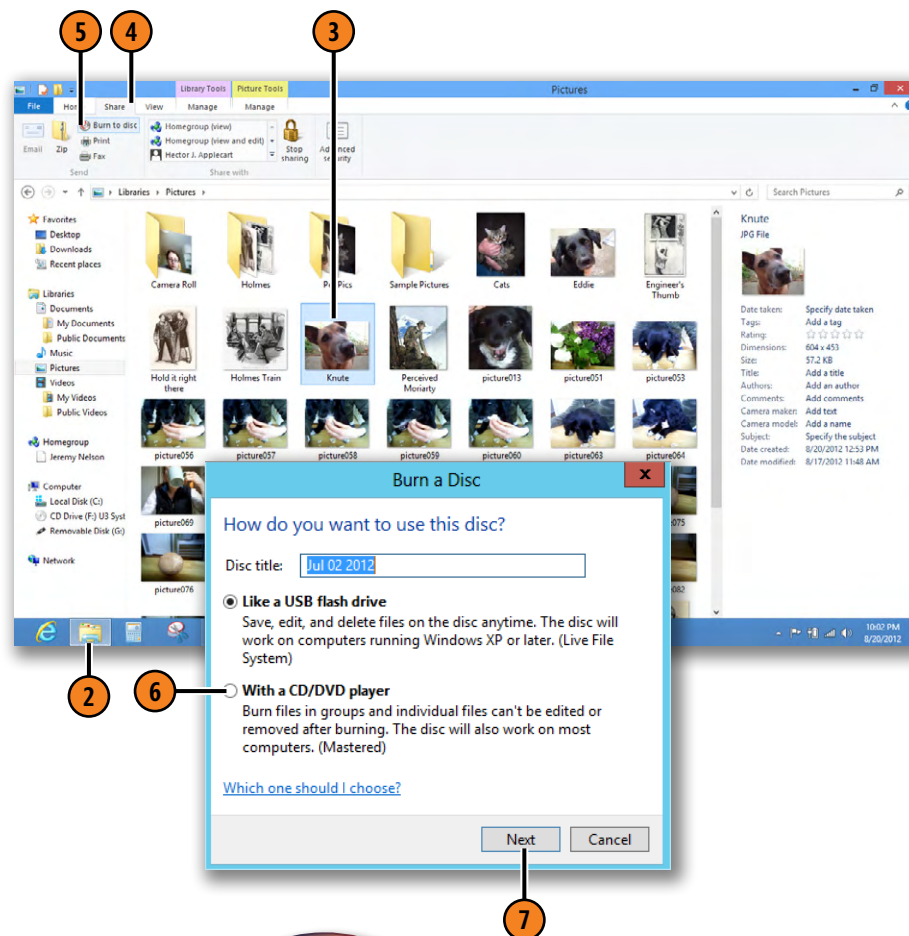 5 4 3
Library Tools Picture Tools Pictures
File Share View Manage Manage
Burn to disc Homegroup (view)
Email Zip Print Homegroup (view and edit) Stop
Fax Hector J. Applecart sharing
Send Share with
Libraries Pictures Search Pictures
Favorites
Desktop
Downloads
Recent places
Libraries
Documents
My Documents
Public Documents
Music
Pictures
Videos
My Videos
Public Videos
Homegroup
Jeremy Nelson
Computer
Local Disk (C:)
CD Drive (F:) U3 Syst
Removable Disk (G:)
Network
Camera Roll Holmes Sample Pictures Cats Eddie Engineer's
Thumb
Hold it right Holmes Train Knute Perceived picture013 picture051 picture053
there Moriarty
picture056 picture057 picture058 picture059 picture060 picture063 picture064
picture069 075
picture076 082
Knute
JPG File
Date taken: Specify date taken
Tags: Add a tag
Rating:
Dimensions: 604 x 453
Size: 57.2 KB
Title: Add a title
Authors: Add an author
Comments: Add comments
Camera maker: Add text
Camera model: Add a name
Subject: Specify the subject
Date created: 8/20/2012 12:53 PM
Date modified: 8/17/2012 11:48 AM
Burn a Disc x
How do you want to use this disc?
Disc title: Jul 02 2012
Like a USB flash drive
Save, edit, and delete files on the disc anytime. The disc will
work on computers running Windows XP or later. (Live File
System)
With a CD/DVD player
Burn files in groups and individual files can't be edited or
removed after burning. The disc will also work on most
computers. (Mastered)
Which one should I choose?
Next Cancel
10:02 PM
8/20/2012
2 6
7